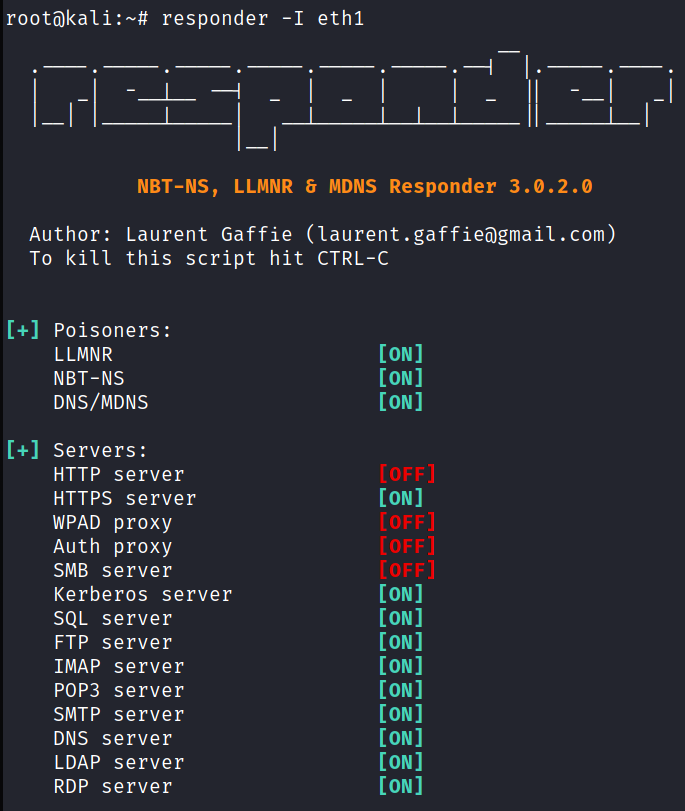 root@kali:~# responder -I eth1
NBT-NS, LLMNR & MDNS Responder 3.0.2.0
Author: Laurent Gaffie (laurent.gaffie@gmail.com)
To kill this script hit CTRL-C
[+] Poisoners:
LLMNR [ON]
NBT-NS [ON]
DNS/MDNS [ON]
[+] Servers:
HTTP server [OFF]
HTTPS server [ON]
WPAD proxy [OFF]
Auth proxy [OFF]
SMB server [OFF]
Kerberos server [ON]
SQL server [ON]
FTP server [ON]
IMAP server [ON]
POP3 server [ON]
SMTP server [ON]
DNS server [ON]
LDAP server [ON]
RDP server [ON]